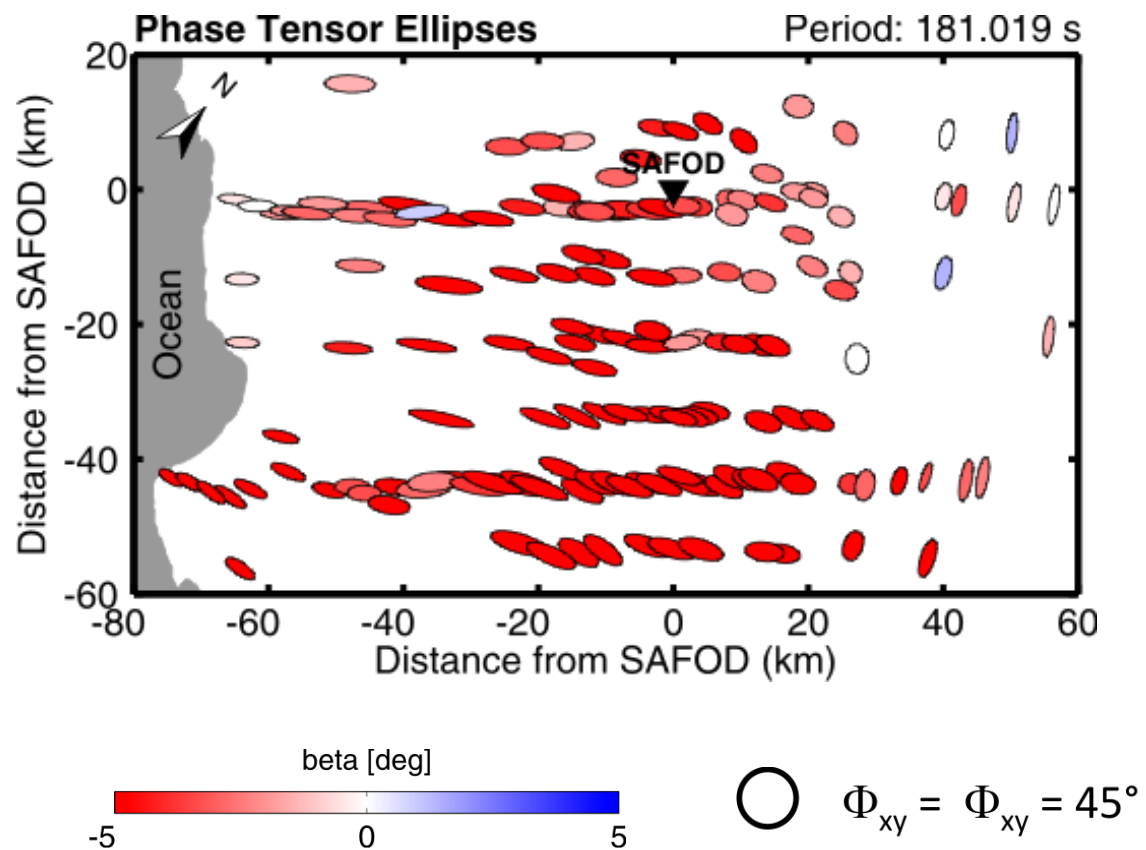 Phase Tensor Ellipses Period: 181.019 s
20
0
-20
-40
-60
Distance from SAFOD (km)
N
SAFOD
Ocean
-80 -60 -40 -20 0 20 40 60
Distance from SAFOD (km)
beta [deg]
-5 0 5
Φxy = Φxy = 45°